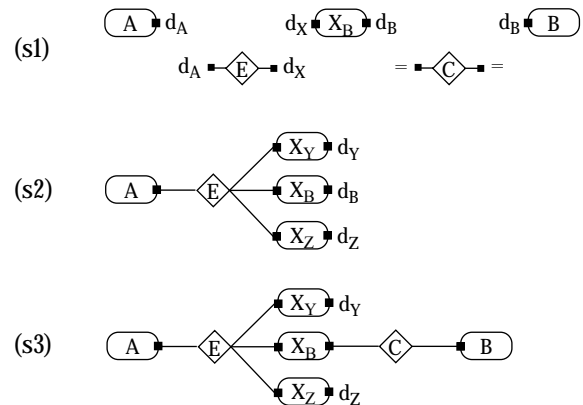 (s1) A d_A d_X X_B d_B d_B B
d_A E d_X = C =
X_Y d_Y
(s2) A E X_B d_B
X_Z d_Z
X_Y d_Y
(s3) A E X_B C B
X_Z d_Z